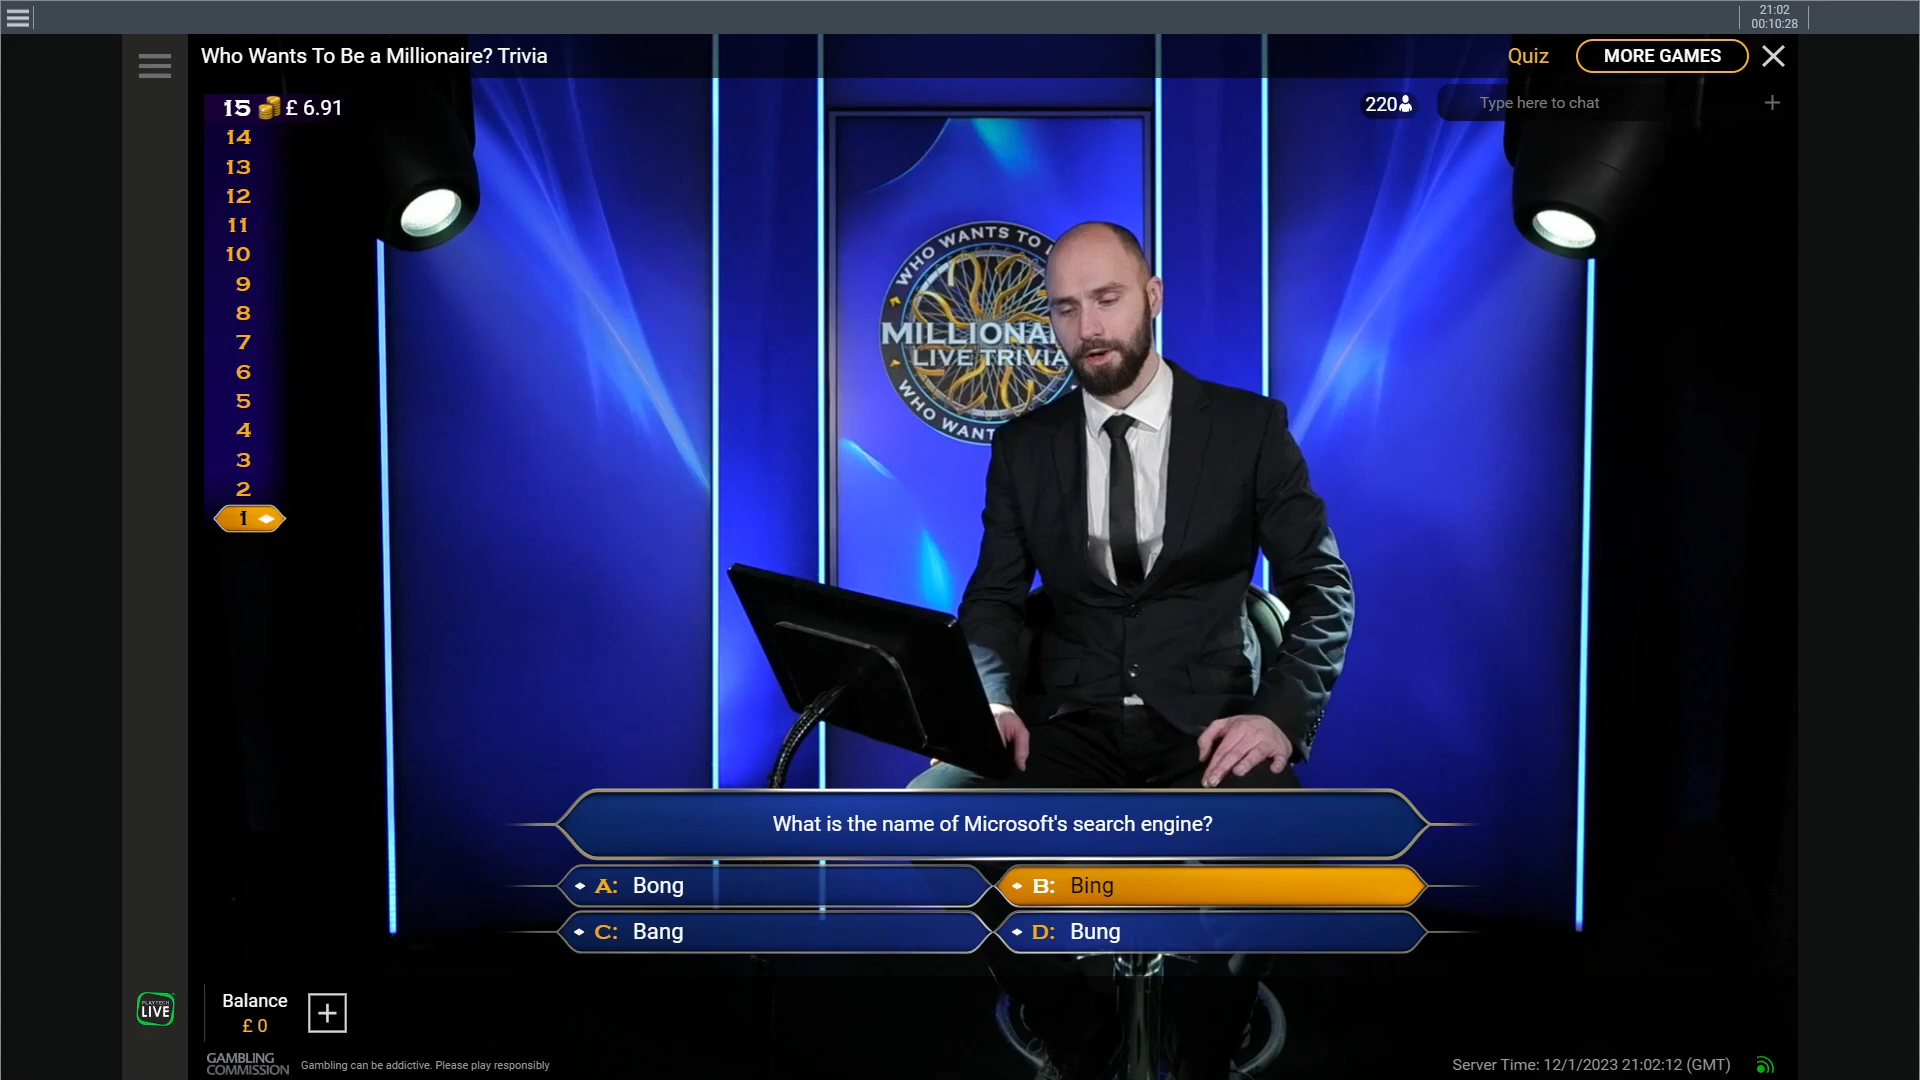 21:02
00:10:28
Who Wants To Be a Millionaire? Trivia
Quiz
MORE GAMES
15 £ 6.91
220
Type here to chat
14
13
12
11
10
9
8
7
6
5
4
3
2
1
WHO WANTS TO
MILLIONA
LIVE TRIVIA
WHO WANT
What is the name of Microsoft's search engine?
A: Bong
B: Bing
C: Bang
D: Bung
PLAYTECH
LIVE
Balance
£ 0
GAMBLING
COMMISSION
Gambling can be addictive. Please play responsibly
Server Time: 12/1/2023 21:02:12 (GMT)